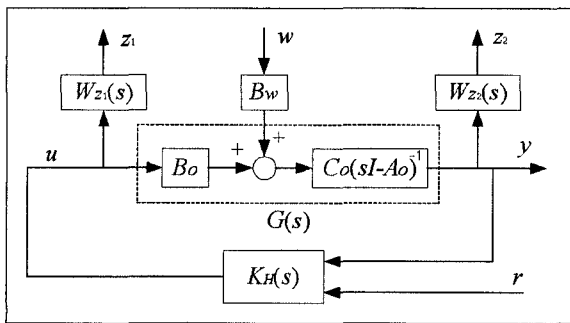 z₁ w z₂
Wz₁(s) Bw Wz₂(s)
+
u + y
Bo Co(sI-Ao)⁻¹
G(s)
KH(s)
r